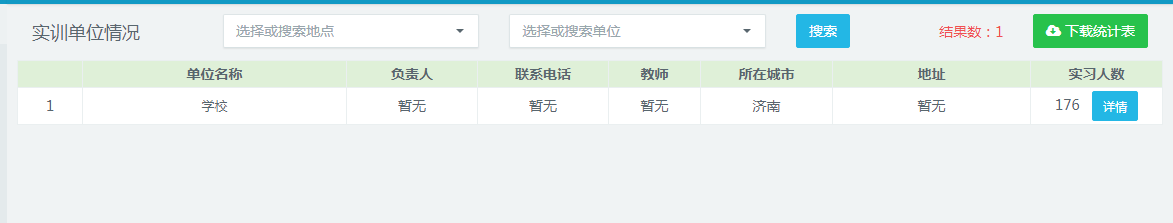 实训单位情况 选择或搜索地点 选择或搜索单位 搜索 结果数：1 下载统计表
单位名称 负责人 联系电话 教师 所在城市 地址 实习人数
1 学校 暂无 暂无 暂无 济南 暂无 176 详情